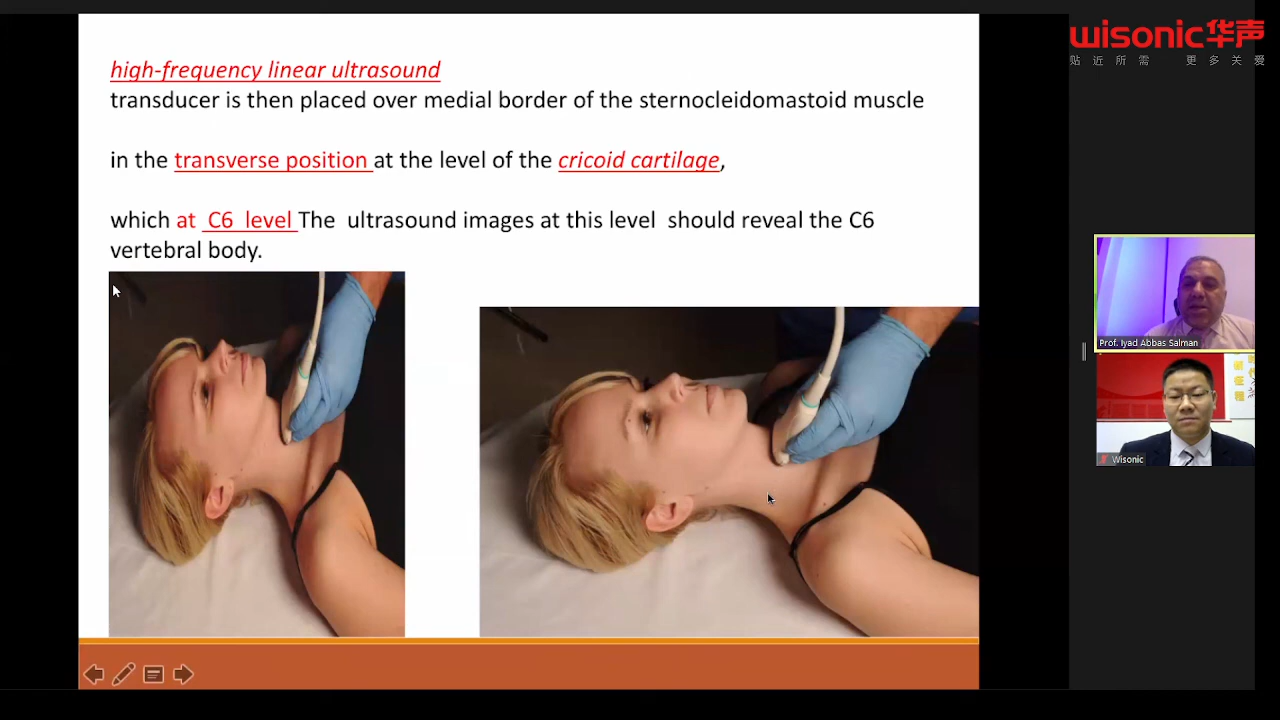 high-frequency linear ultrasound
transducer is then placed over medial border of the sternocleidomastoid muscle
in the transverse position at the level of the cricoid cartilage,
which at C6 level The ultrasound images at this level should reveal the C6
vertebral body.
wisonic华声
贴近所需 更多关爱
Prof. Iyad Abbas Salman
Wisonic